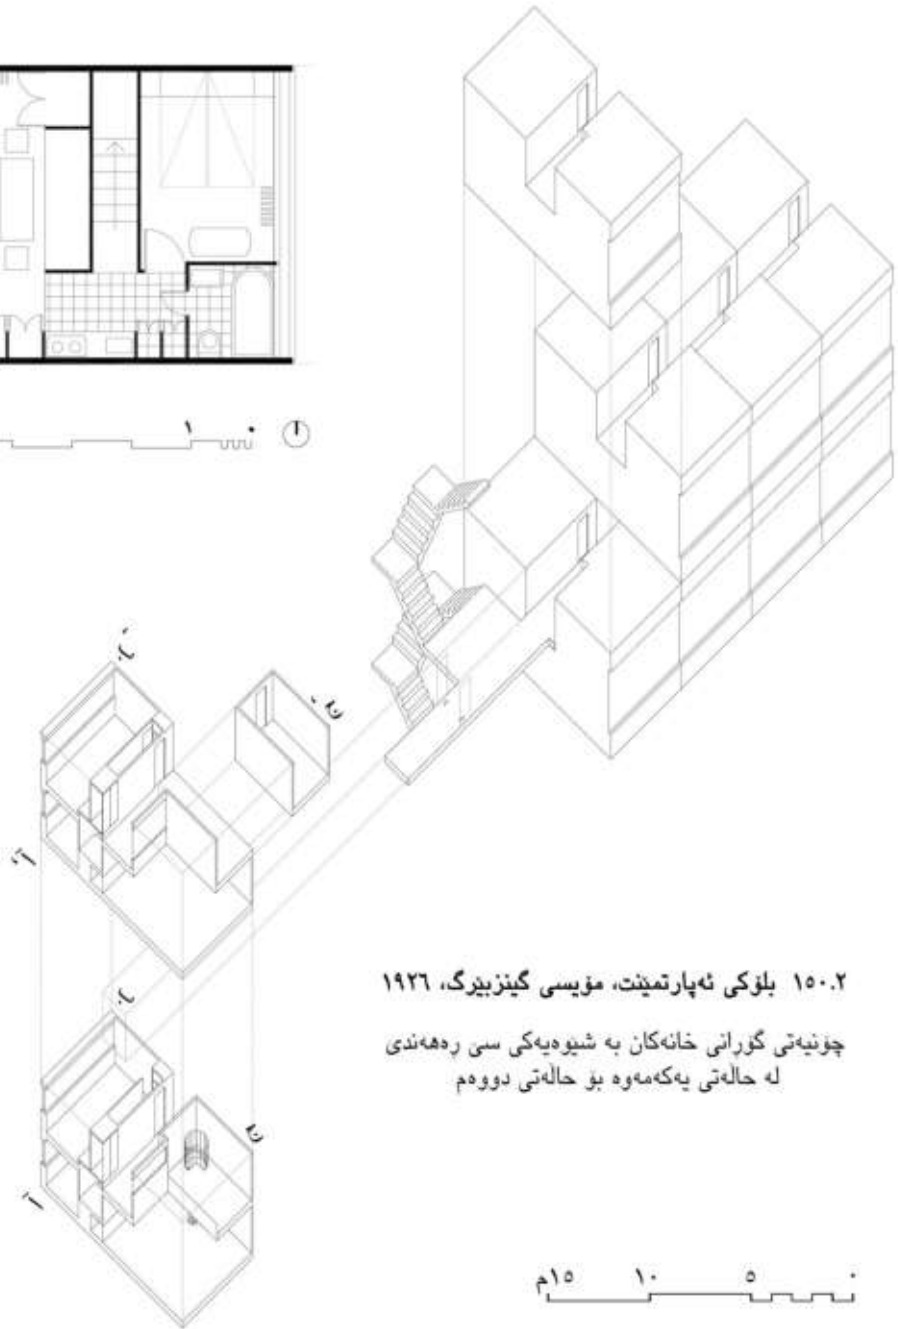 ١ ٠
ب َ
ف َ
آ َ
ب
ف
آ
١٥٠.٢ بلۆکی ئەپارتمێنت، مۆیسی گینزبێرگ، ١٩٢٦
چۆنیەتی گۆڕانی خانەکان بە شێوەیەکی سێ ڕەهەندی
لە حاڵەتی یەکەمەوە بۆ حاڵەتی دووەم
١٥م ١٠ ٥ ٠